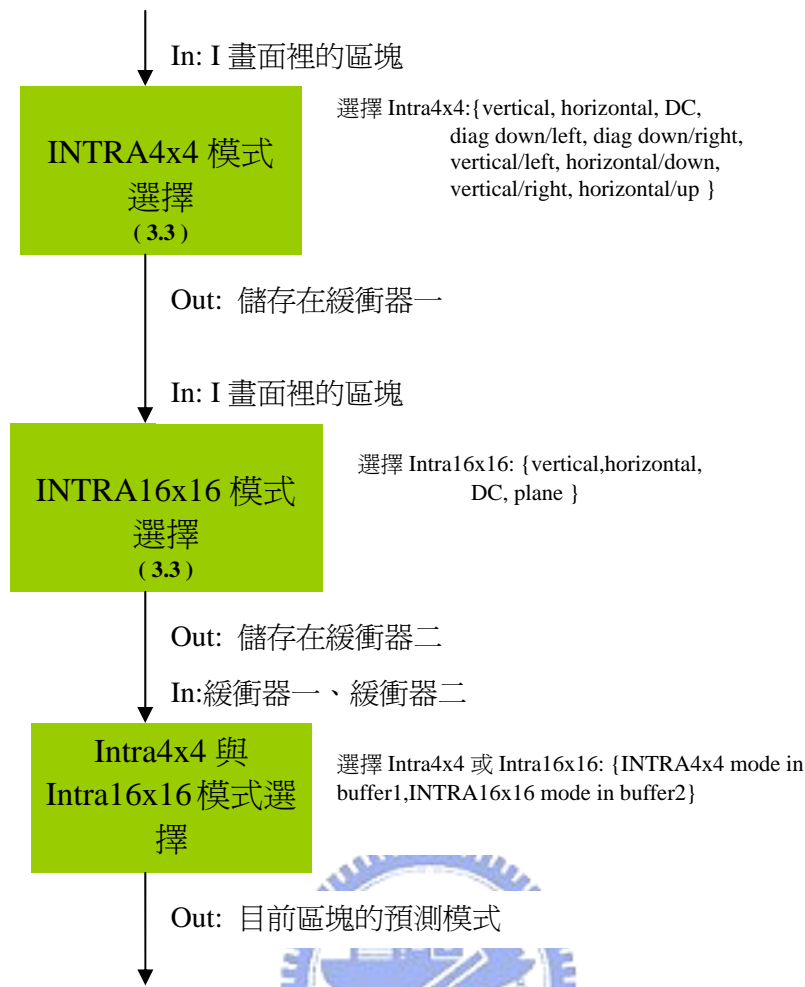 In: I 畫面裡的區塊
INTRA4x4 模式
選擇
( 3.3 )
選擇 Intra4x4:{vertical, horizontal, DC,
diag down/left, diag down/right,
vertical/left, horizontal/down,
vertical/right, horizontal/up }
Out: 儲存在緩衝器一
In: I 畫面裡的區塊
INTRA16x16 模式
選擇
( 3.3 )
選擇 Intra16x16: {vertical,horizontal,
DC, plane }
Out: 儲存在緩衝器二
In:緩衝器一、緩衝器二
Intra4x4 與
Intra16x16 模式選
擇
選擇 Intra4x4 或 Intra16x16: {INTRA4x4 mode in
buffer1,INTRA16x16 mode in buffer2}
Out: 目前區塊的預測模式